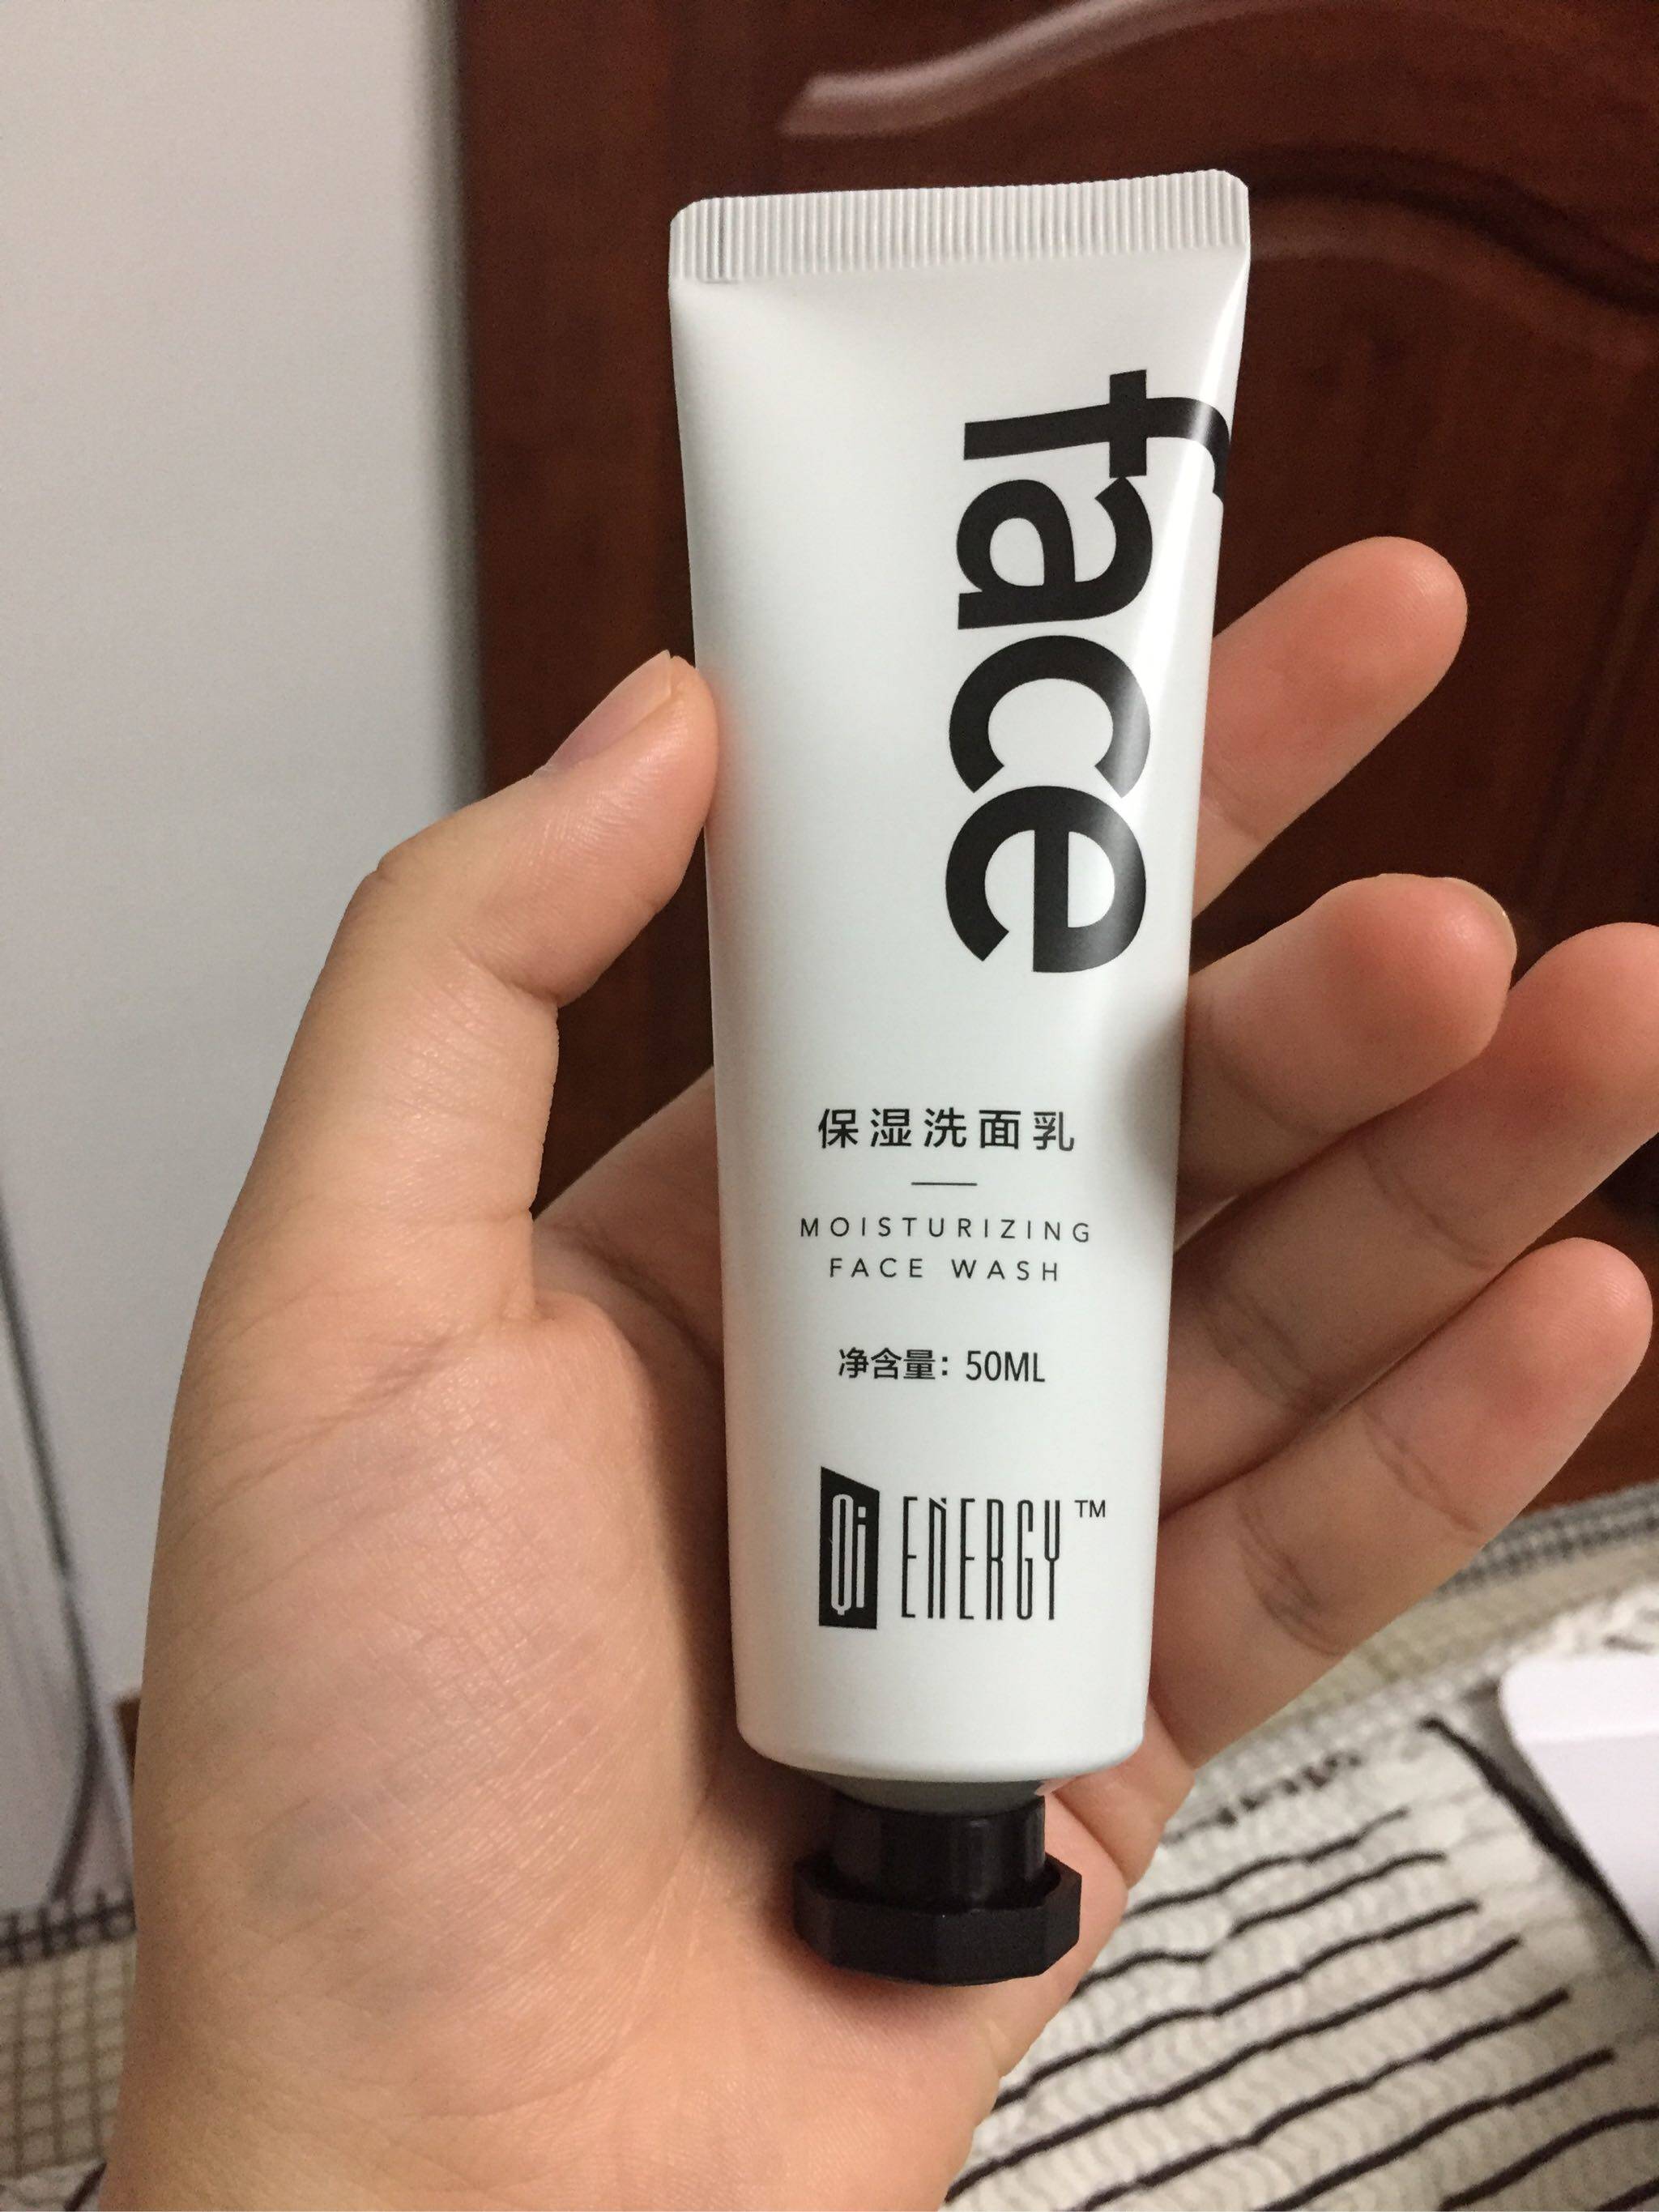 face
保湿洗面乳
MOISTURIZING
FACE WASH
净含量：50ML
Qi ENERGY™